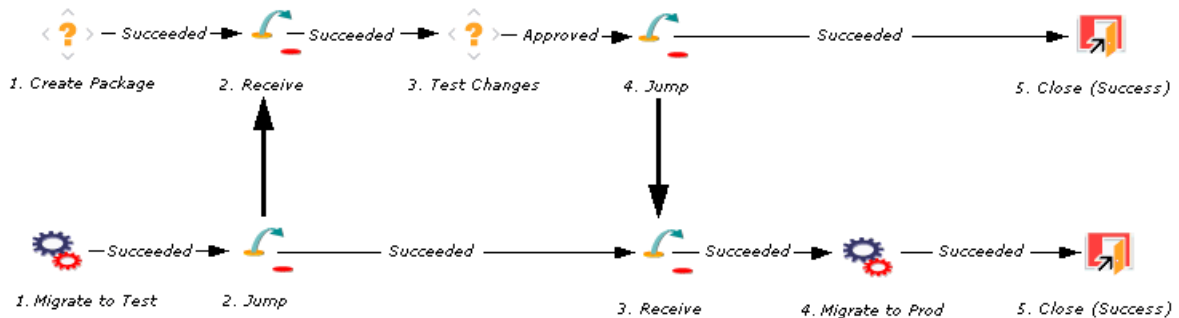 Succeeded Succeeded Approved Succeeded
1. Create Package 2. Receive 3. Test Changes 4. Jump 5. Close (Success)
Succeeded Succeeded Succeeded Succeeded
1. Migrate to Test 2. Jump 3. Receive 4. Migrate to Prod 5. Close (Success)